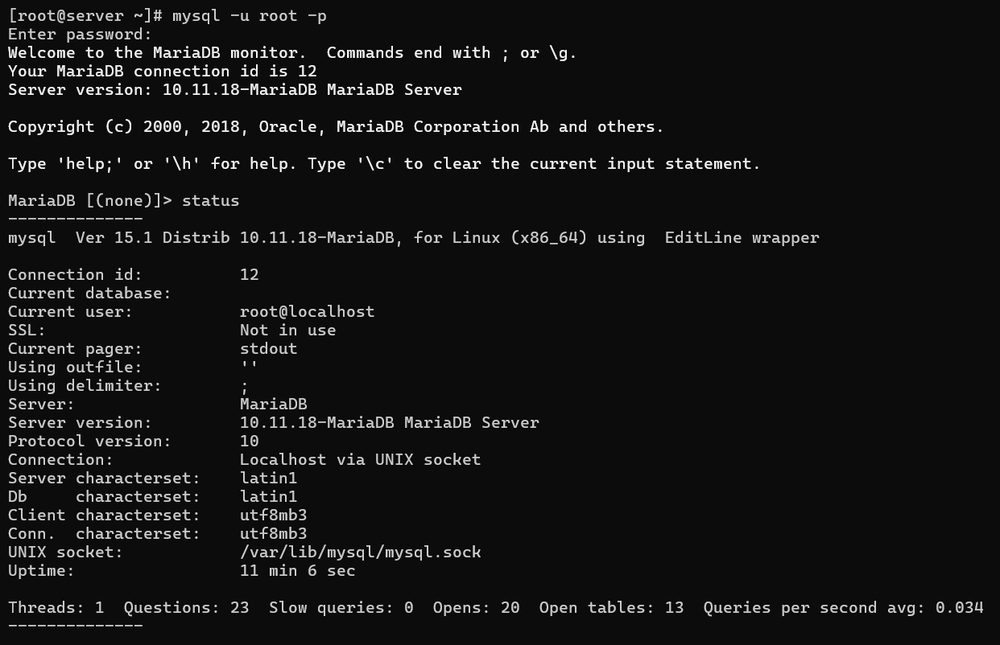 [root@server ~]# mysql -u root -p
Enter password:
Welcome to the MariaDB monitor.  Commands end with ; or \g.
Your MariaDB connection id is 12
Server version: 10.11.18-MariaDB MariaDB Server

Copyright (c) 2000, 2018, Oracle, MariaDB Corporation Ab and others.

Type 'help;' or '\h' for help. Type '\c' to clear the current input statement.

MariaDB [(none)]> status
--------------
mysql  Ver 15.1 Distrib 10.11.18-MariaDB, for Linux (x86_64) using  EditLine wrapper

Connection id:          12
Current database:
Current user:           root@localhost
SSL:                    Not in use
Current pager:          stdout
Using outfile:          ''
Using delimiter:        ;
Server:                 MariaDB
Server version:         10.11.18-MariaDB MariaDB Server
Protocol version:       10
Connection:             Localhost via UNIX socket
Server characterset:    latin1
Db     characterset:    latin1
Client characterset:    utf8mb3
Conn.  characterset:    utf8mb3
UNIX socket:            /var/lib/mysql/mysql.sock
Uptime:                 11 min 6 sec

Threads: 1  Questions: 23  Slow queries: 0  Opens: 20  Open tables: 13  Queries per second avg: 0.034
--------------